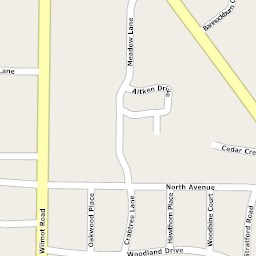 Bannockburn
Meadow Lane
Lane
Aitken Drive
Cedar Cre
North Avenue
Wilmot Road
Oakwood Place
Crabtree Lane
Hawthorn Place
Woodbine Court
Stratford Road
Woodland Drive